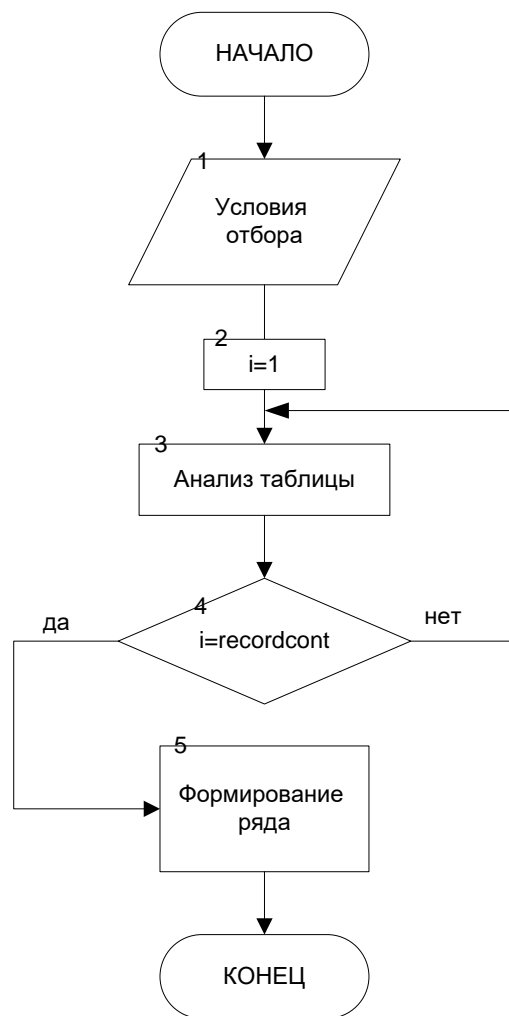 НАЧАЛО
1
Условия
отбора
2
i=1
3
Анализ таблицы
4
да
нет
i=recordcont
5
Формирование
ряда
КОНЕЦ